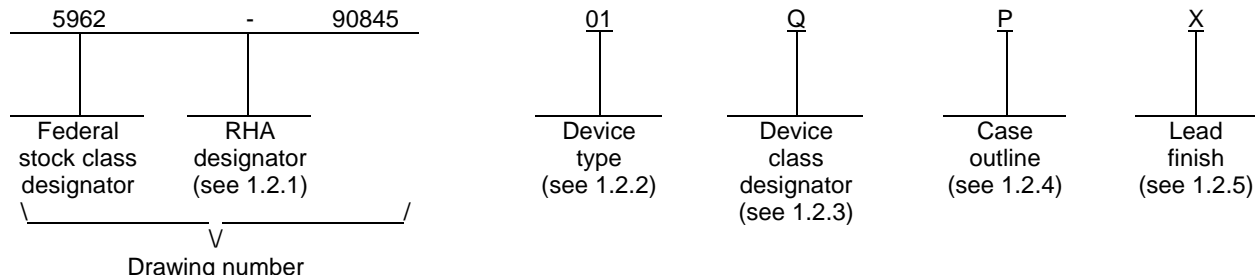 5962 - 90845 01 Q P X
Federal stock class designator
RHA designator (see 1.2.1)
Device type (see 1.2.2)
Device class designator (see 1.2.3)
Case outline (see 1.2.4)
Lead finish (see 1.2.5)
Drawing number